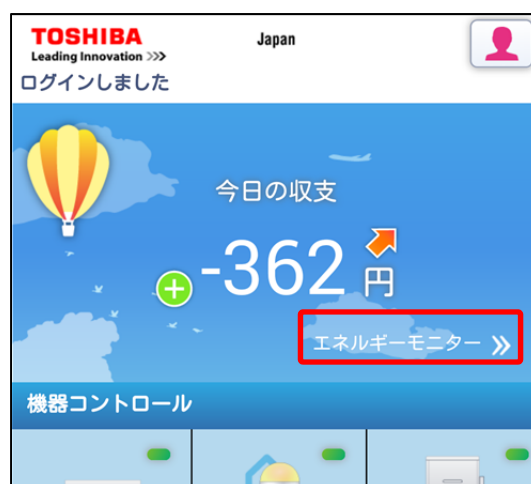 TOSHIBA
Leading Innovation >>>
Japan
ログインしました
今日の収支
-362 円
エネルギーモニター »
機器コントロール